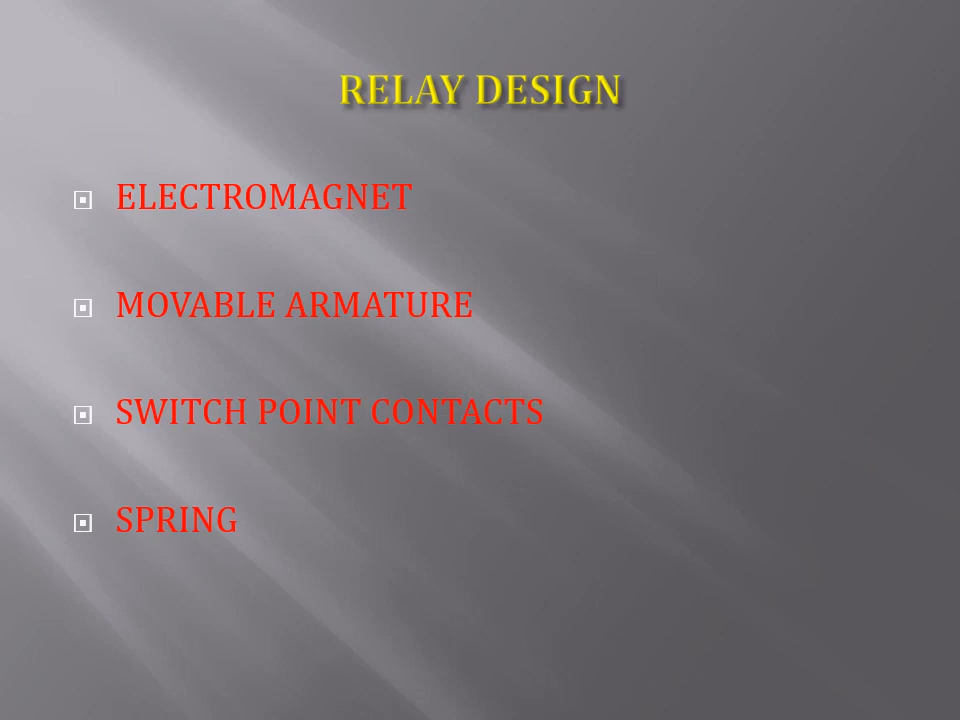 RELAY DESIGN
ELECTROMAGNET
MOVABLE ARMATURE
SWITCH POINT CONTACTS
SPRING